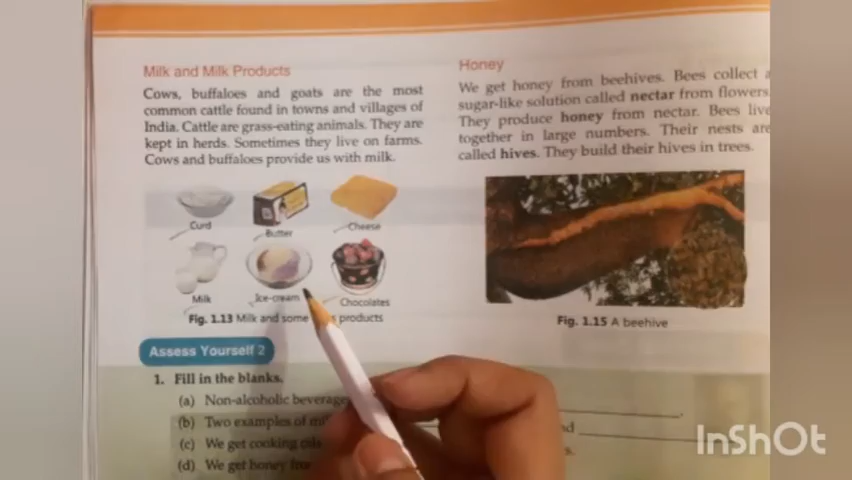 Milk and Milk Products
Cows, buffaloes and goats are the most
common cattle found in towns and villages of
India. Cattle are grass-eating animals. They are
kept in herds. Sometimes they live on farms.
Cows and buffaloes provide us with milk.
Curd
Butter
Cheese
Milk
Ice-cream
Chocolates
Fig. 1.13 Milk and some products
Honey
We get honey from beehives. Bees collect a
sugar-like solution called nectar from flowers
They produce honey from nectar. Bees live
together in large numbers. Their nests are
called hives. They build their hives in trees.
Fig. 1.15 A beehive
Assess Yourself 2
1. Fill in the blanks.
(a) Non-alcoholic beverage
(b) Two examples of
(c) We get cooking oils
(d) We get honey
InShOt